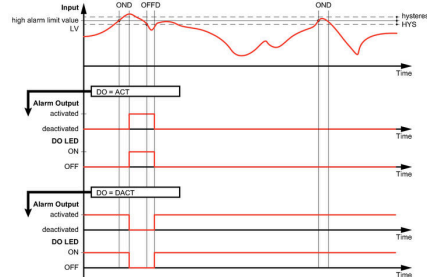 Input
OND
OFFD
OND
high alarm limit value
LV
hysteres
HYS
Time
DO = ACT
Alarm Output
activated
deactivated
Time
DO LED
ON
OFF
Time
DO = DACT
Alarm Output
activated
deactivated
Time
DO LED
ON
OFF
Time